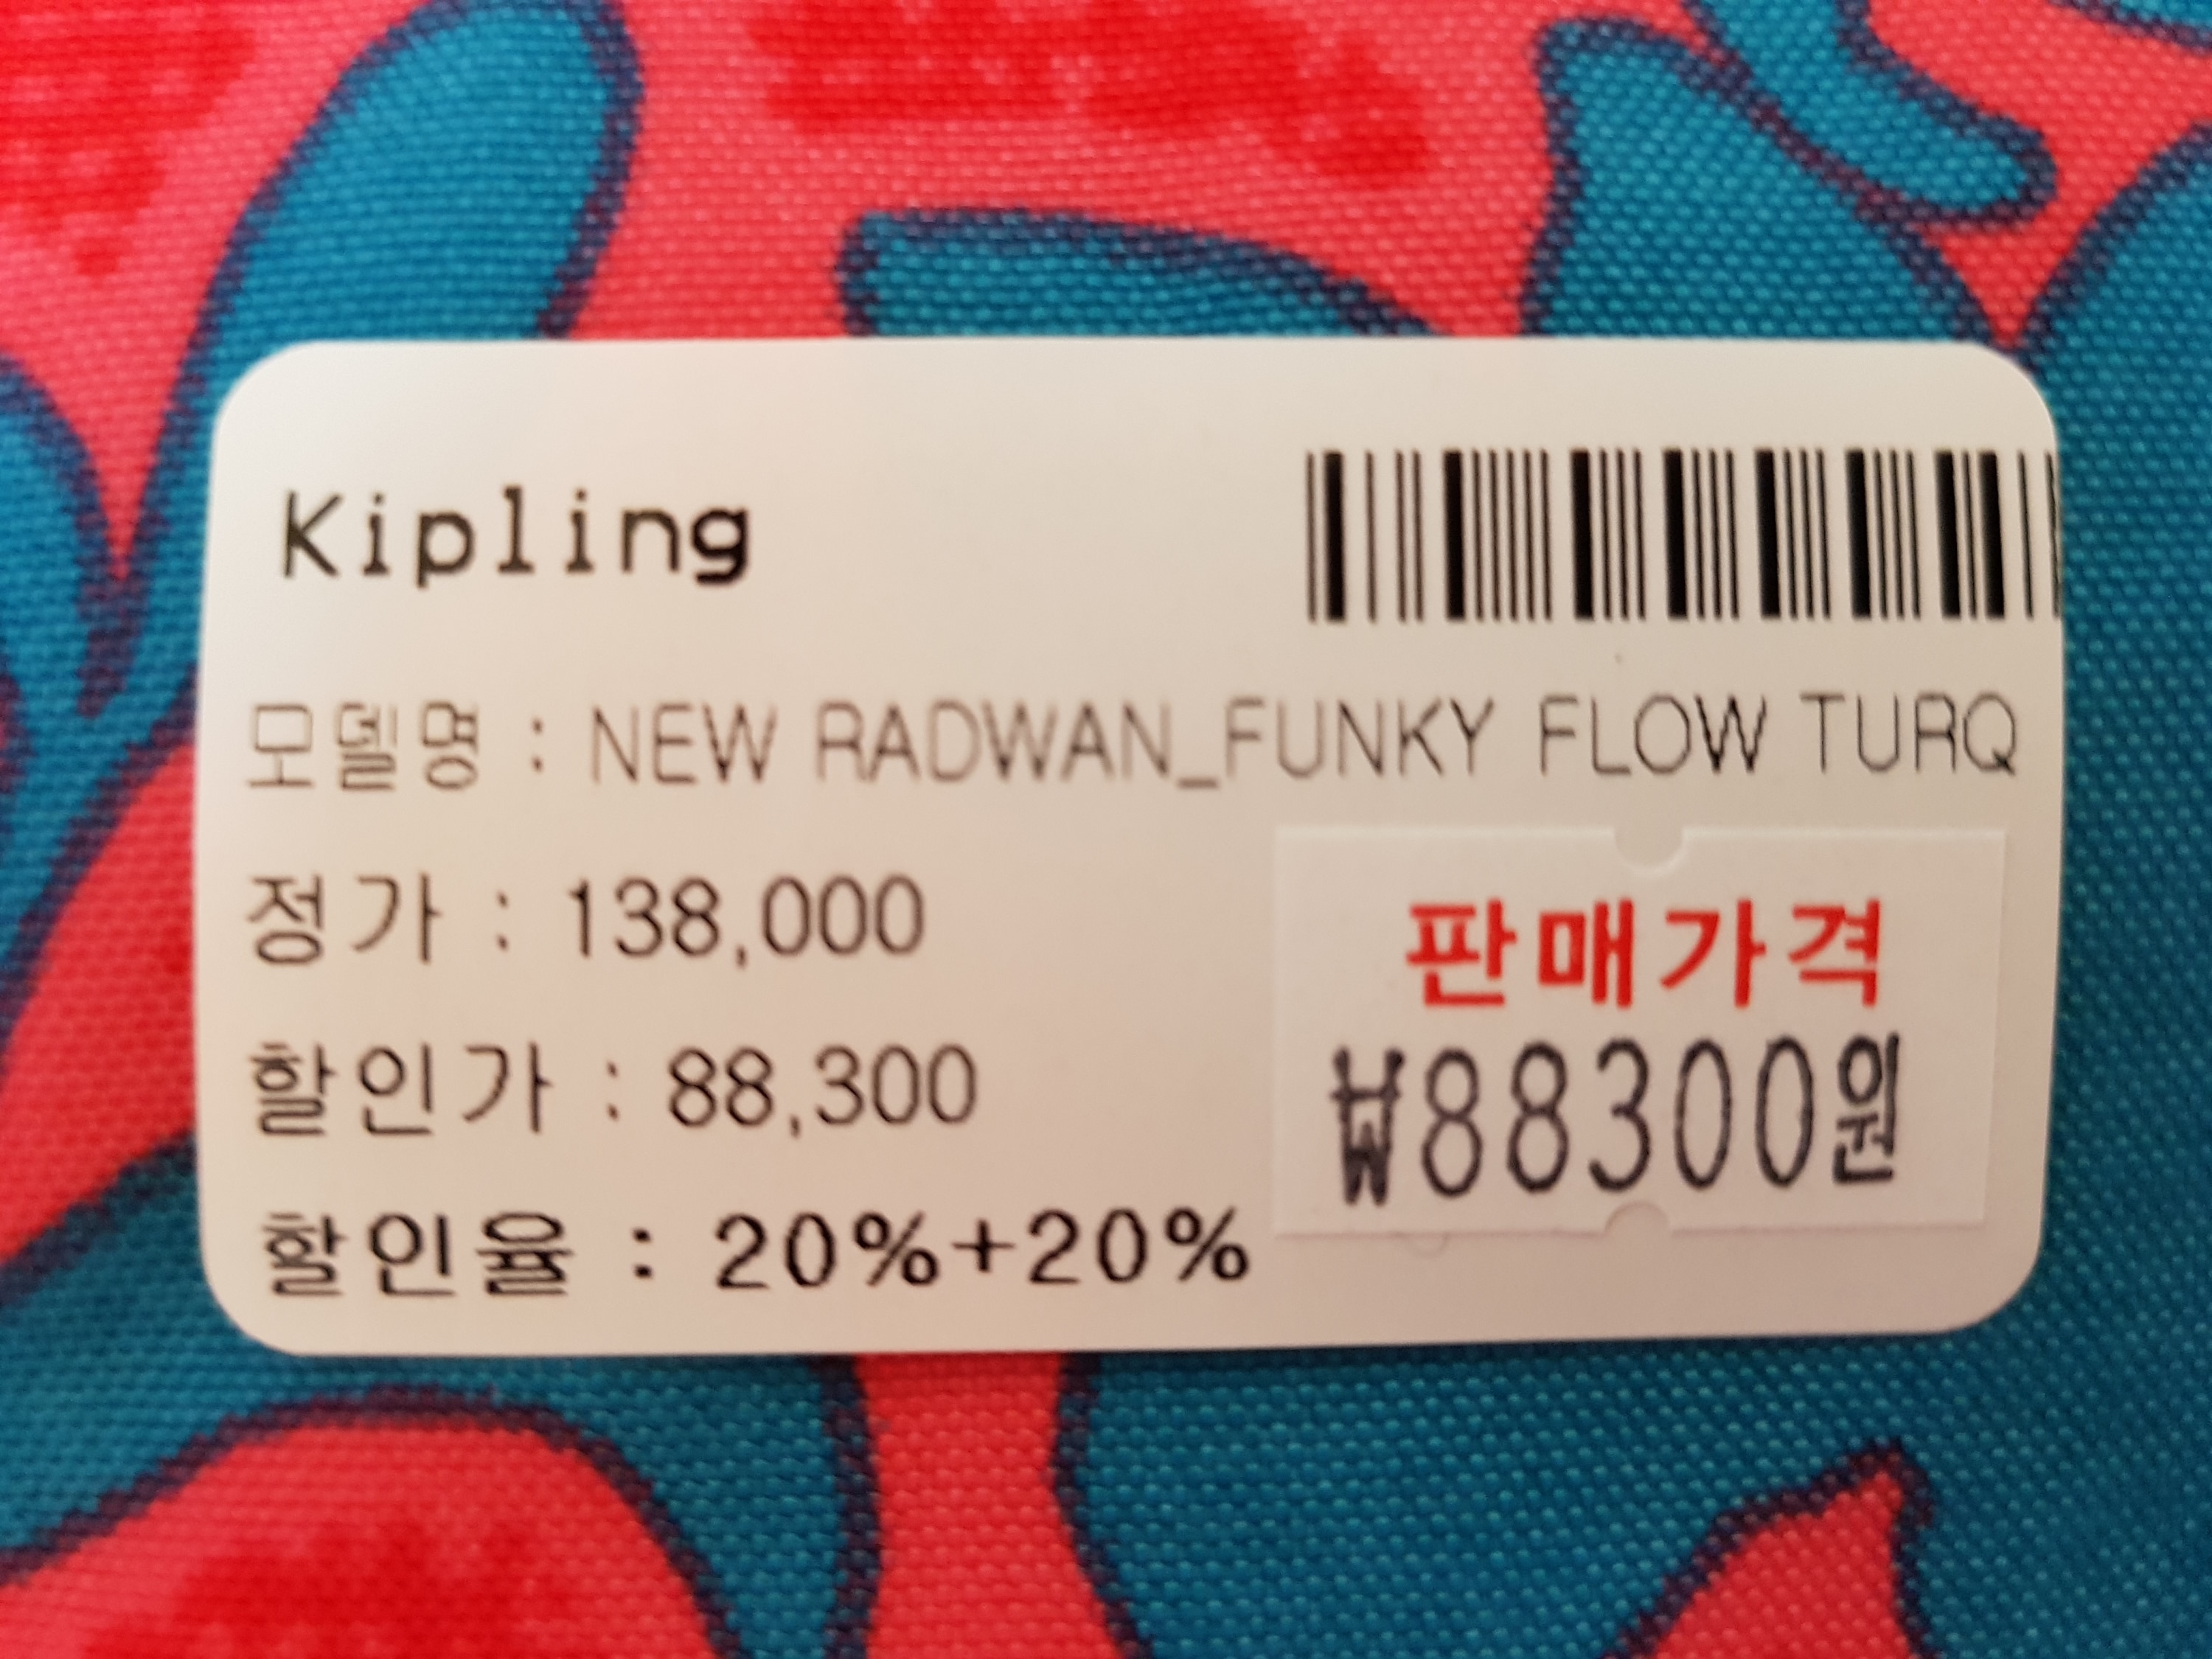 Kipling
모델명 : NEW RADWAN_FUNKY FLOW TURQ
정가 : 138,000
할인가 : 88,300
할인율 : 20%+20%
판매가격
₩88300원